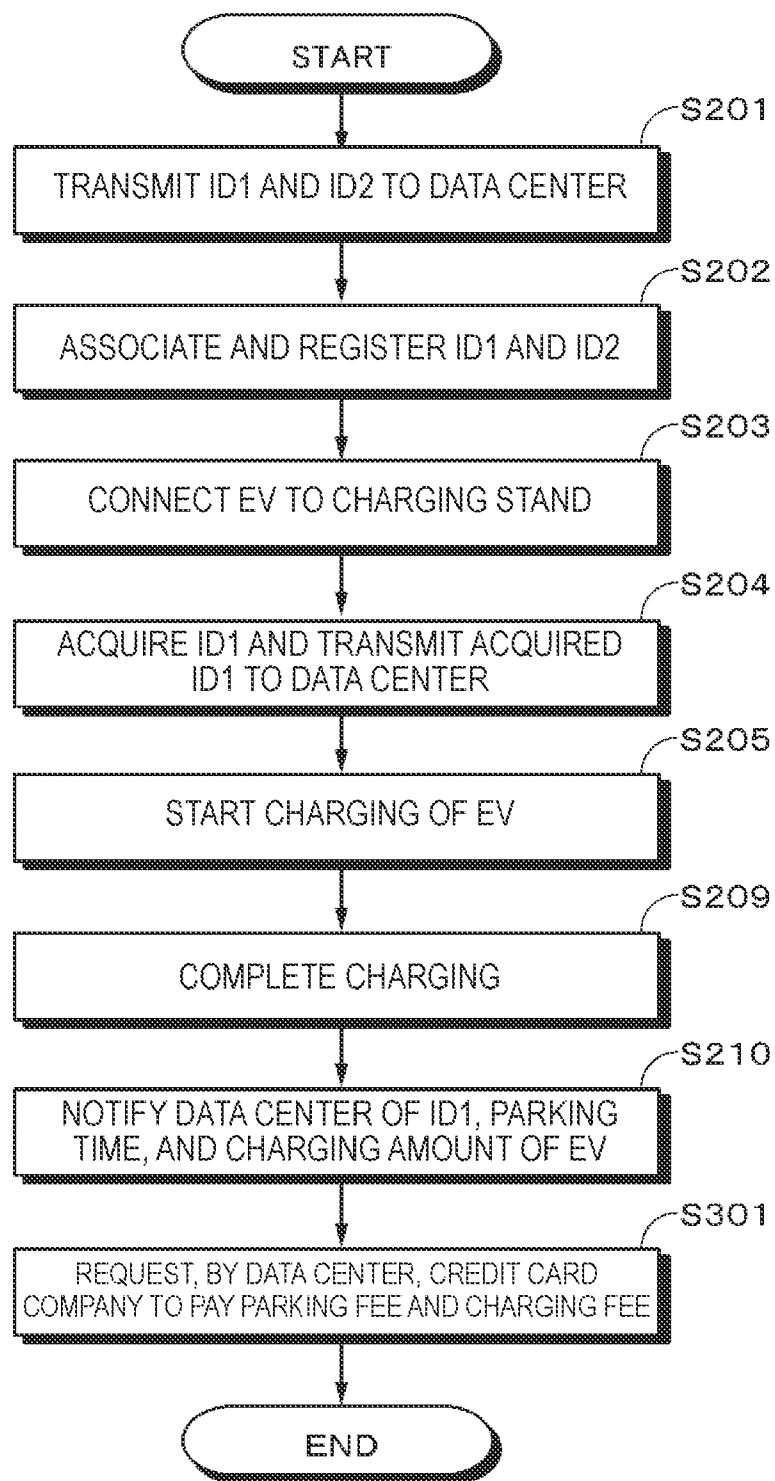 START
S201
TRANSMIT ID1 AND ID2 TO DATA CENTER
S202
ASSOCIATE AND REGISTER ID1 AND ID2
S203
CONNECT EV TO CHARGING STAND
S204
ACQUIRE ID1 AND TRANSMIT ACQUIRED
ID1 TO DATA CENTER
S205
START CHARGING OF EV
S209
COMPLETE CHARGING
S210
NOTIFY DATA CENTER OF ID1, PARKING
TIME, AND CHARGING AMOUNT OF EV
S301
REQUEST, BY DATA CENTER, CREDIT CARD
COMPANY TO PAY PARKING FEE AND CHARGING FEE
END